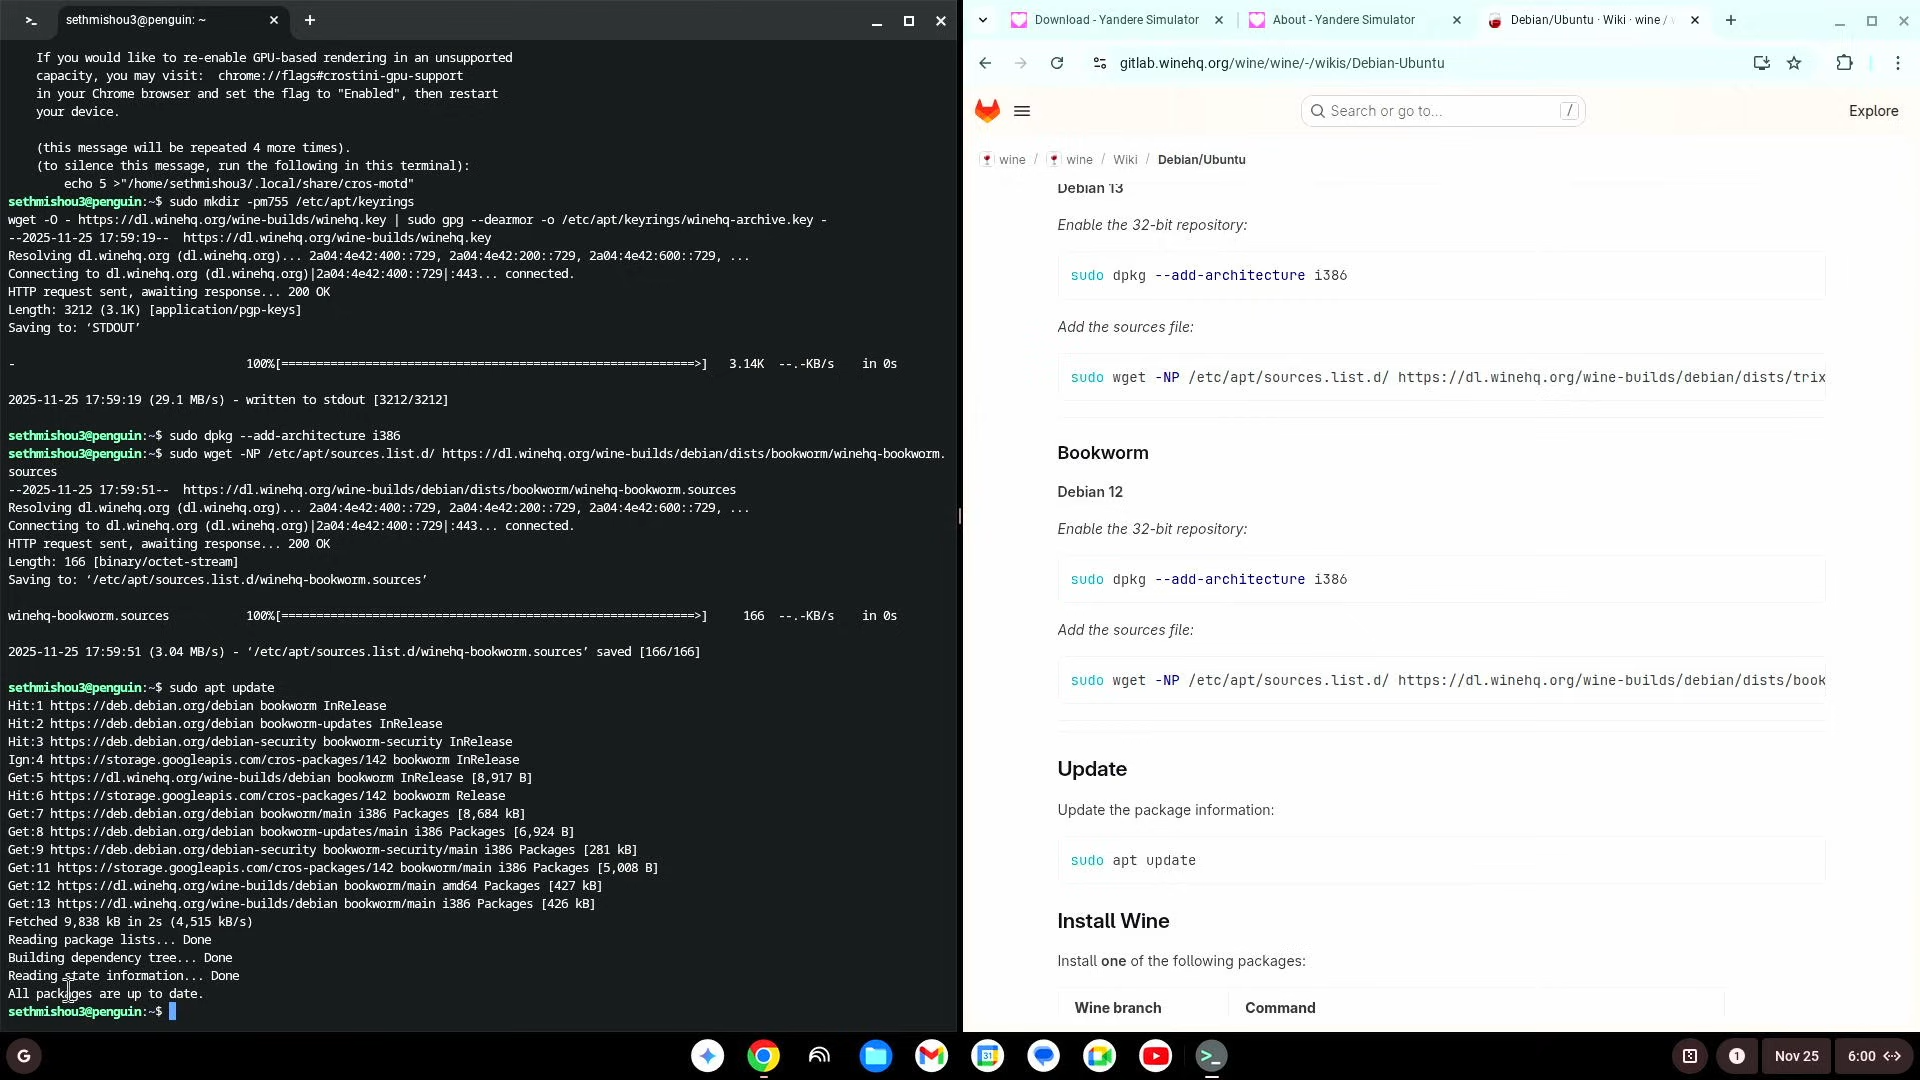 sethmishou3@penguin: ~
If you would like to re-enable GPU-based rendering in an unsupported
capacity, you may visit:  chrome://flags#crostini-gpu-support
in your Chrome browser and set the flag to "Enabled", then restart
your device.
(this message will be repeated 4 more times).
(to silence this message, run the following in this terminal):
echo 5 >"/home/sethmishou3/.local/share/cros-motd"
sethmishou3@penguin:~$ sudo mkdir -pm755 /etc/apt/keyrings
wget -O - https://dl.winehq.org/wine-builds/winehq.key | sudo gpg --dearmor -o /etc/apt/keyrings/winehq-archive.key -
--2025-11-25 17:59:19--  https://dl.winehq.org/wine-builds/winehq.key
Resolving dl.winehq.org (dl.winehq.org)... 2a04:4e42:400::729, 2a04:4e42:200::729, 2a04:4e42:600::729, ...
Connecting to dl.winehq.org (dl.winehq.org)|2a04:4e42:400::729|:443... connected.
HTTP request sent, awaiting response... 200 OK
Length: 3212 (3.1K) [application/pgp-keys]
Saving to: ‘STDOUT’
- 100%[===========================================================>] 3.14K --.-KB/s in 0s
2025-11-25 17:59:19 (29.1 MB/s) - written to stdout [3212/3212]
sethmishou3@penguin:~$ sudo dpkg --add-architecture i386
sethmishou3@penguin:~$ sudo wget -NP /etc/apt/sources.list.d/ https://dl.winehq.org/wine-builds/debian/dists/bookworm/winehq-bookworm.
sources
--2025-11-25 17:59:51--  https://dl.winehq.org/wine-builds/debian/dists/bookworm/winehq-bookworm.sources
Resolving dl.winehq.org (dl.winehq.org)... 2a04:4e42:400::729, 2a04:4e42:200::729, 2a04:4e42:600::729, ...
Connecting to dl.winehq.org (dl.winehq.org)|2a04:4e42:400::729|:443... connected.
HTTP request sent, awaiting response... 200 OK
Length: 166 [binary/octet-stream]
Saving to: ‘/etc/apt/sources.list.d/winehq-bookworm.sources’
winehq-bookworm.sources 100%[===========================================================>] 166 --.-KB/s in 0s
2025-11-25 17:59:51 (3.04 MB/s) - ‘/etc/apt/sources.list.d/winehq-bookworm.sources’ saved [166/166]
sethmishou3@penguin:~$ sudo apt update
Hit:1 https://deb.debian.org/debian bookworm InRelease
Hit:2 https://deb.debian.org/debian bookworm-updates InRelease
Hit:3 https://deb.debian.org/debian-security bookworm-security InRelease
Ign:4 https://storage.googleapis.com/cros-packages/142 bookworm InRelease
Get:5 https://dl.winehq.org/wine-builds/debian bookworm InRelease [8,917 B]
Hit:6 https://storage.googleapis.com/cros-packages/142 bookworm Release
Get:7 https://deb.debian.org/debian bookworm/main i386 Packages [8,684 kB]
Get:8 https://deb.debian.org/debian bookworm-updates/main i386 Packages [6,924 B]
Get:9 https://deb.debian.org/debian-security bookworm-security/main i386 Packages [281 kB]
Get:11 https://storage.googleapis.com/cros-packages/142 bookworm/main i386 Packages [5,008 B]
Get:12 https://dl.winehq.org/wine-builds/debian bookworm/main amd64 Packages [427 kB]
Get:13 https://dl.winehq.org/wine-builds/debian bookworm/main i386 Packages [426 kB]
Fetched 9,838 kB in 2s (4,515 kB/s)
Reading package lists... Done
Building dependency tree... Done
Reading state information... Done
All packages are up to date.
sethmishou3@penguin:~$
Download - Yandere Simulator
About - Yandere Simulator
Debian/Ubuntu · Wiki · wine /
gitlab.winehq.org/wine/wine/-/wikis/Debian-Ubuntu
Search or go to... /
Explore
wine / wine / Wiki / Debian/Ubuntu
Debian 13
Enable the 32-bit repository:
sudo dpkg --add-architecture i386
Add the sources file:
sudo wget -NP /etc/apt/sources.list.d/ https://dl.winehq.org/wine-builds/debian/dists/trix
Bookworm
Debian 12
Enable the 32-bit repository:
sudo dpkg --add-architecture i386
Add the sources file:
sudo wget -NP /etc/apt/sources.list.d/ https://dl.winehq.org/wine-builds/debian/dists/book
Update
Update the package information:
sudo apt update
Install Wine
Install one of the following packages:
Wine branch Command
G
31
1
Nov 25
6:00